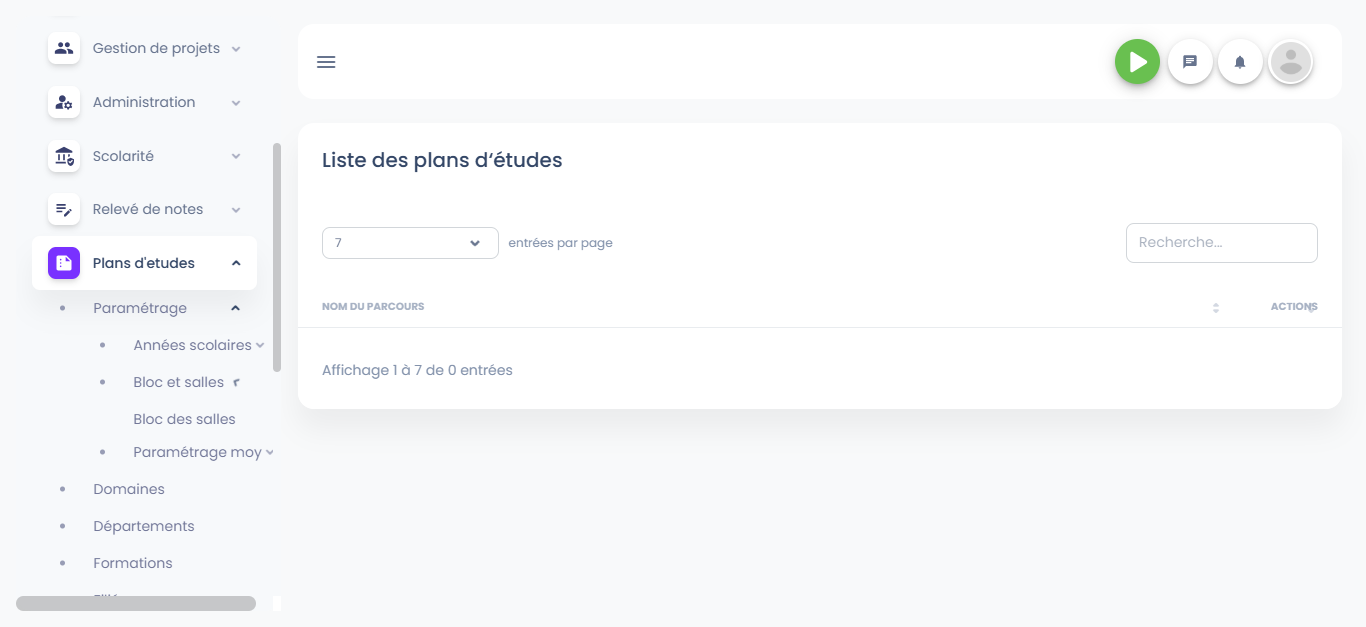 Gestion de projets
Administration
Scolarité
Relevé de notes
Plans d'etudes
Paramétrage
Années scolaires
Bloc et salles
Bloc des salles
Paramétrage moy
Domaines
Départements
Formations
Liste des plans d'études
7
entrées par page
Recherche...
NOM DU PARCOURS
ACTIONS
Affichage 1 à 7 de 0 entrées